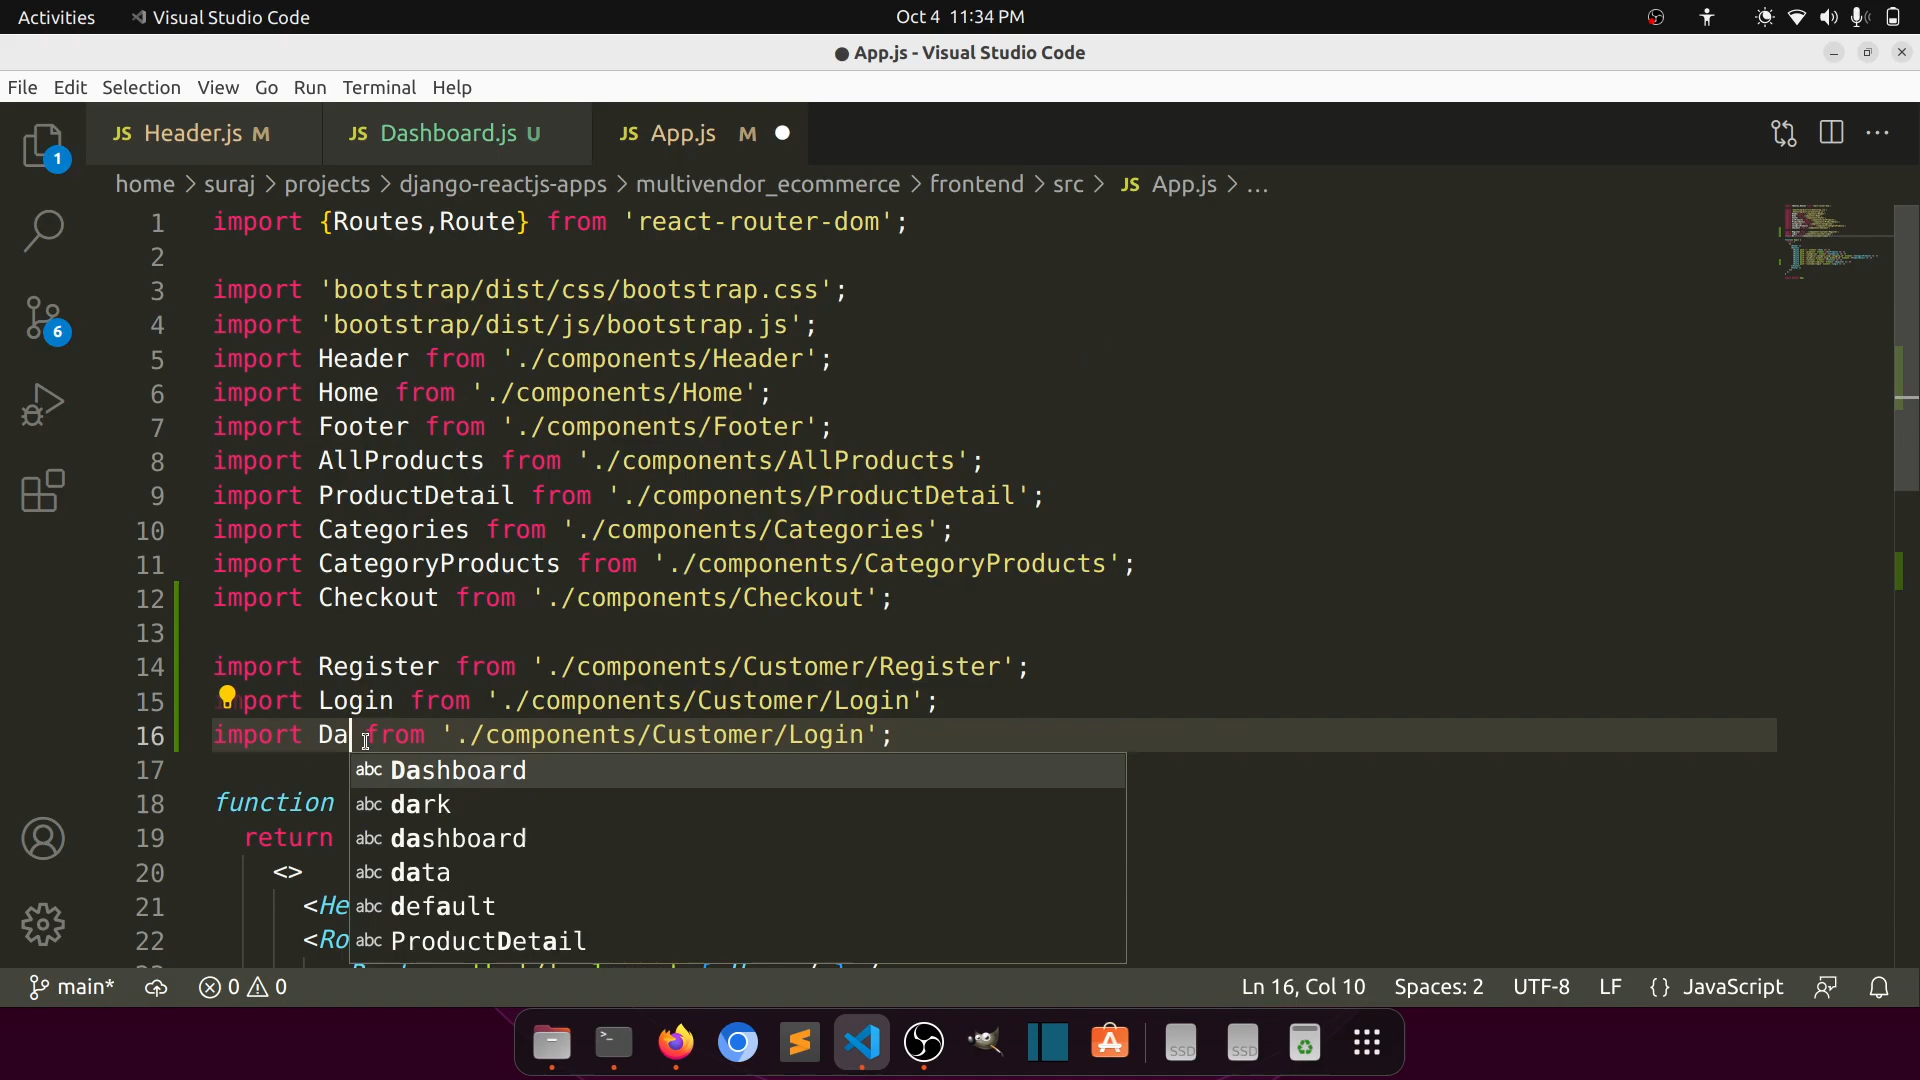 Activities
Visual Studio Code
Oct 4 11:34 PM
● App.js - Visual Studio Code
File Edit Selection View Go Run Terminal Help
JS Header.js M
JS Dashboard.js U
JS App.js M
home > suraj > projects > django-reactjs-apps > multivendor_ecommerce > frontend > src > JS App.js > ...
1 import {Routes,Route} from 'react-router-dom';
2
3 import 'bootstrap/dist/css/bootstrap.css';
4 import 'bootstrap/dist/js/bootstrap.js';
5 import Header from './components/Header';
6 import Home from './components/Home';
7 import Footer from './components/Footer';
8 import AllProducts from './components/AllProducts';
9 import ProductDetail from './components/ProductDetail';
10 import Categories from './components/Categories';
11 import CategoryProducts from './components/CategoryProducts';
12 import Checkout from './components/Checkout';
13
14 import Register from './components/Customer/Register';
15 import Login from './components/Customer/Login';
16 import Da from './components/Customer/Login';
17
abc Dashboard
abc dark
abc dashboard
abc data
abc default
abc ProductDetail
18 function
19 return
20 <>
21 <He
22 <Ro
1
6
main*
0
0
Ln 16, Col 10
Spaces: 2
UTF-8
LF
{ } JavaScript
SSD
SSD